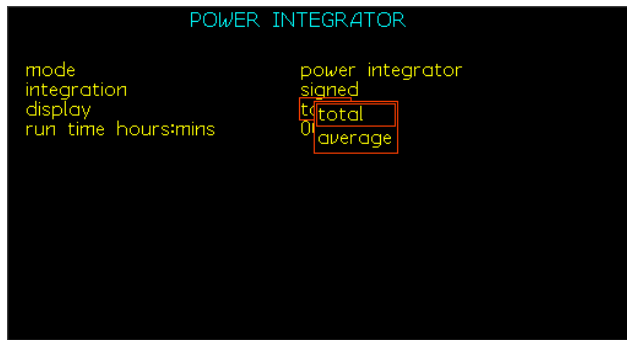 POWER INTEGRATOR
mode power integrator
integration signed
display
total
run time hours:mins
average